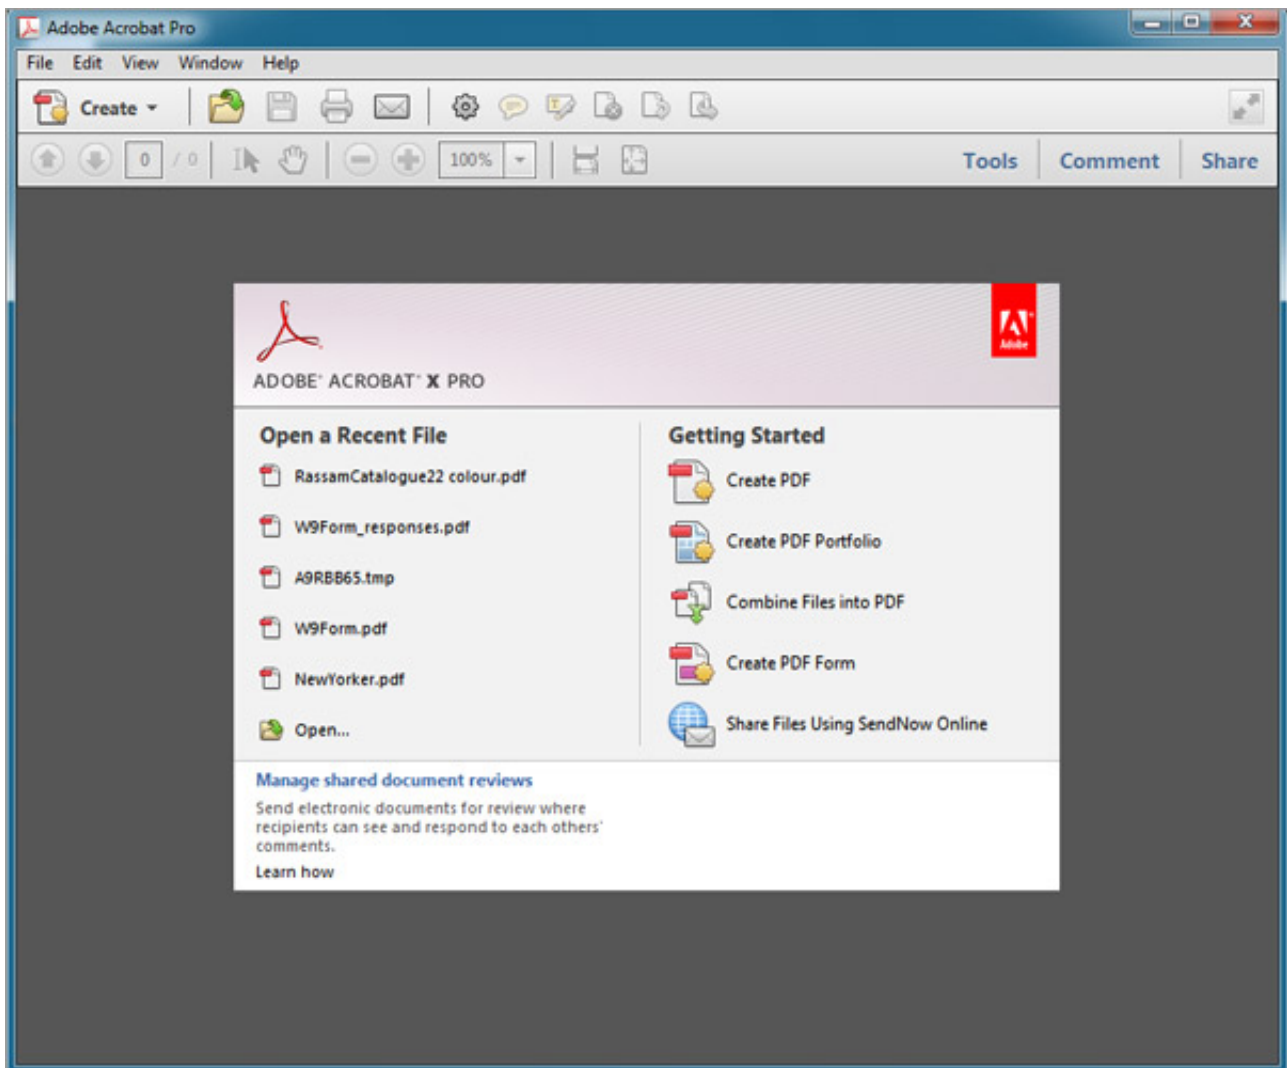 Adobe Acrobat Pro
File Edit View Window Help
Create
0 / 0 100% Tools Comment Share
Adobe
ADOBE® ACROBAT® X PRO
Open a Recent File
RassamCatalogue22 colour.pdf
W9Form_responses.pdf
A9RBB65.tmp
W9Form.pdf
NewYorker.pdf
Open...
Getting Started
Create PDF
Create PDF Portfolio
Combine Files into PDF
Create PDF Form
Share Files Using SendNow Online
Manage shared document reviews
Send electronic documents for review where
recipients can see and respond to each others'
comments.
Learn how